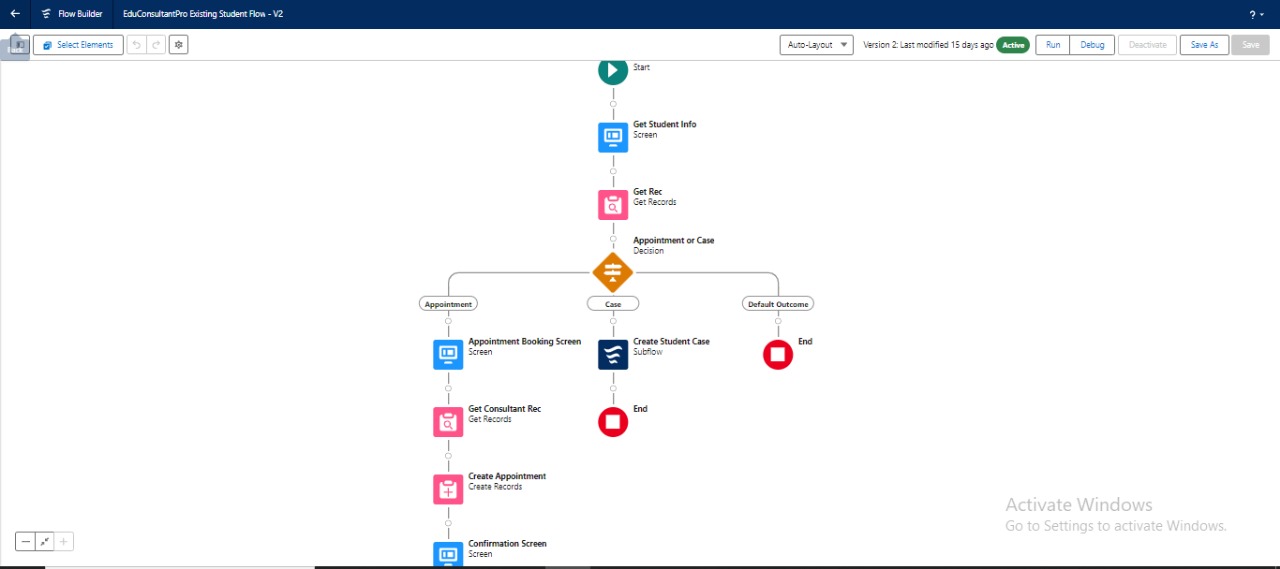 Flow Builder
EduConsultantPro Existing Student Flow - V2
?
Select Elements
Auto-Layout
Version 2: Last modified 15 days ago
Active
Run
Debug
Deactivate
Save As
Save
Start
Get Student Info
Screen
Get Rec
Get Records
Appointment or Case
Decision
Appointment
Case
Default Outcome
Appointment Booking Screen
Screen
Create Student Case
Subflow
End
Get Consultant Rec
Get Records
End
Create Appointment
Create Records
Confirmation Screen
Screen
Activate Windows
Go to Settings to activate Windows.